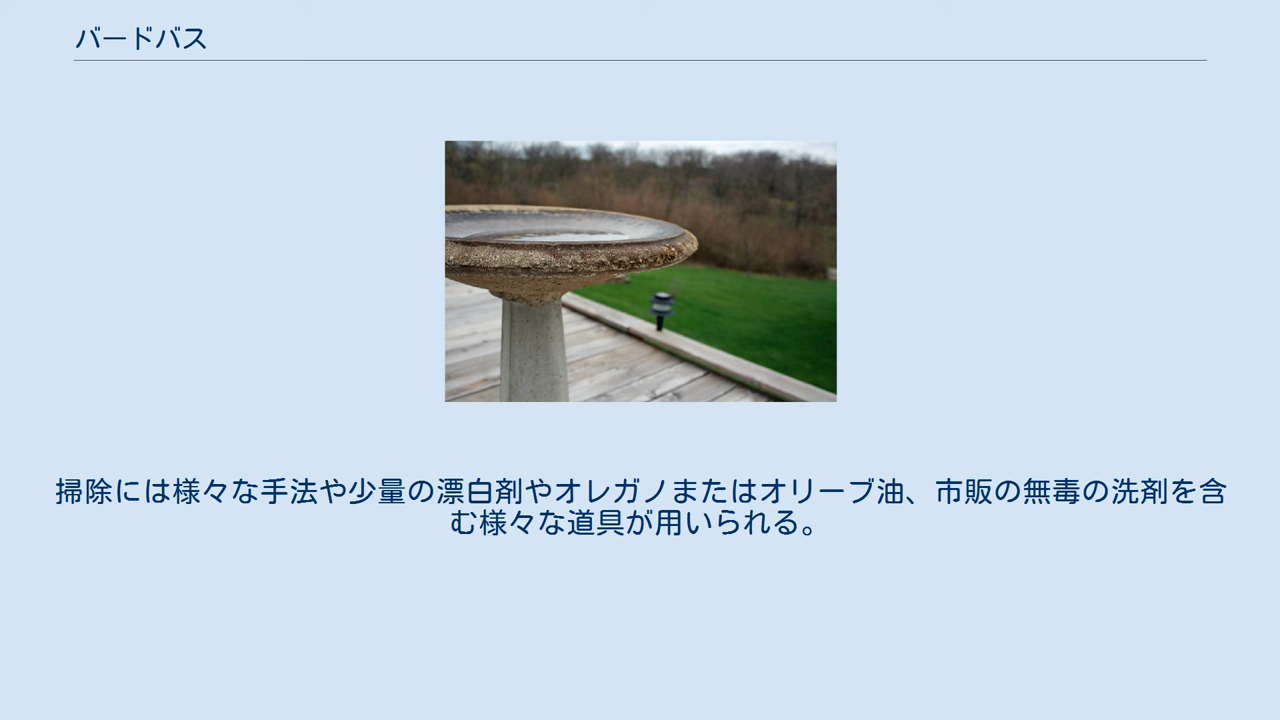 バードバス
掃除には様々な手法や少量の漂白剤やオレガノまたはオリーブ油、市販の無毒の洗剤を含
む様々な道具が用いられる。